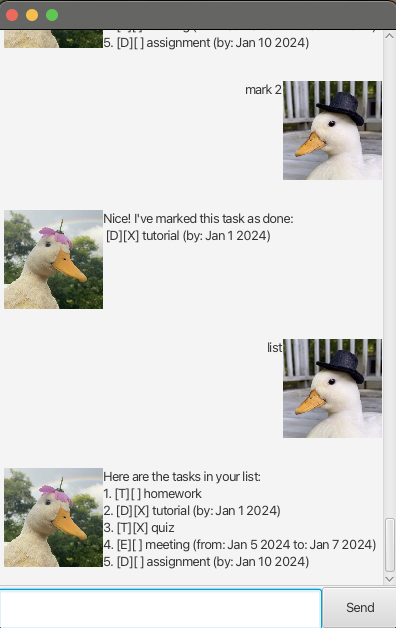 5. [D][ ] assignment (by: Jan 10 2024)
mark 2
Nice! I've marked this task as done:
[D][X] tutorial (by: Jan 1 2024)
list
Here are the tasks in your list:
1. [T][ ] homework
2. [D][X] tutorial (by: Jan 1 2024)
3. [T][X] quiz
4. [E][ ] meeting (from: Jan 5 2024 to: Jan 7 2024)
5. [D][ ] assignment (by: Jan 10 2024)
Send